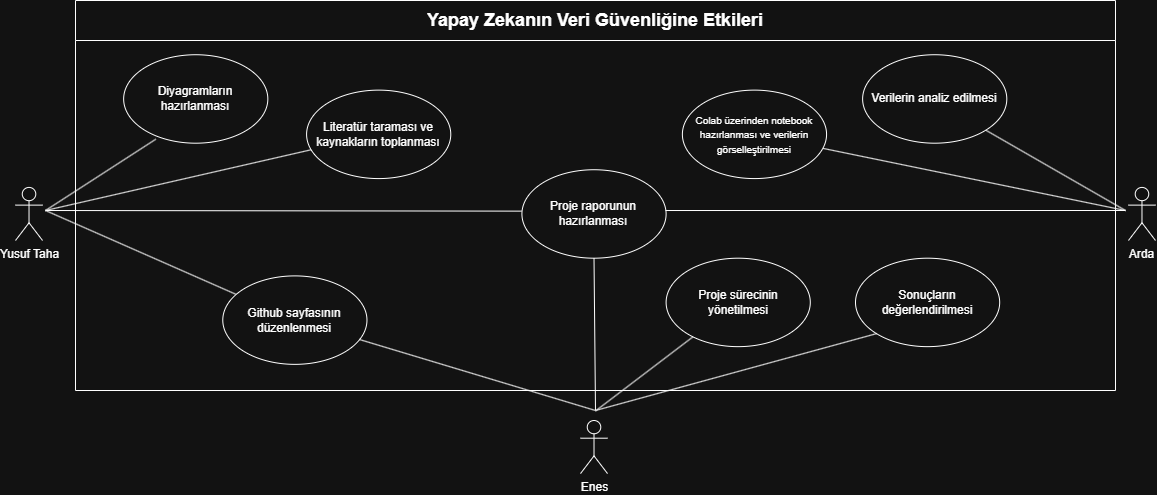 Yapay Zekanın Veri Güvenliğine Etkileri
Diyagramların
hazırlanması
Literatür taraması ve
kaynakların toplanması
Colab üzerinden notebook
hazırlanması ve verilerin
görselleştirilmesi
Verilerin analiz edilmesi
Proje raporunun
hazırlanması
Yusuf Taha
Arda
Github sayfasının
düzenlenmesi
Proje sürecinin
yönetilmesi
Sonuçların
değerlendirilmesi
Enes